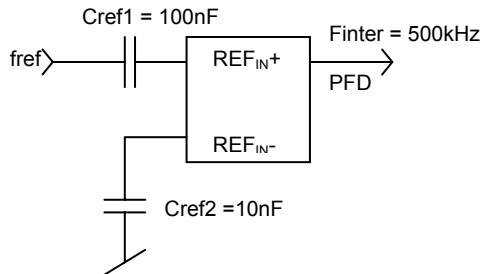 Cref1 = 100nF
Finter = 500kHz
fref
REFIN+
PFD
REFIN-
Cref2 =10nF